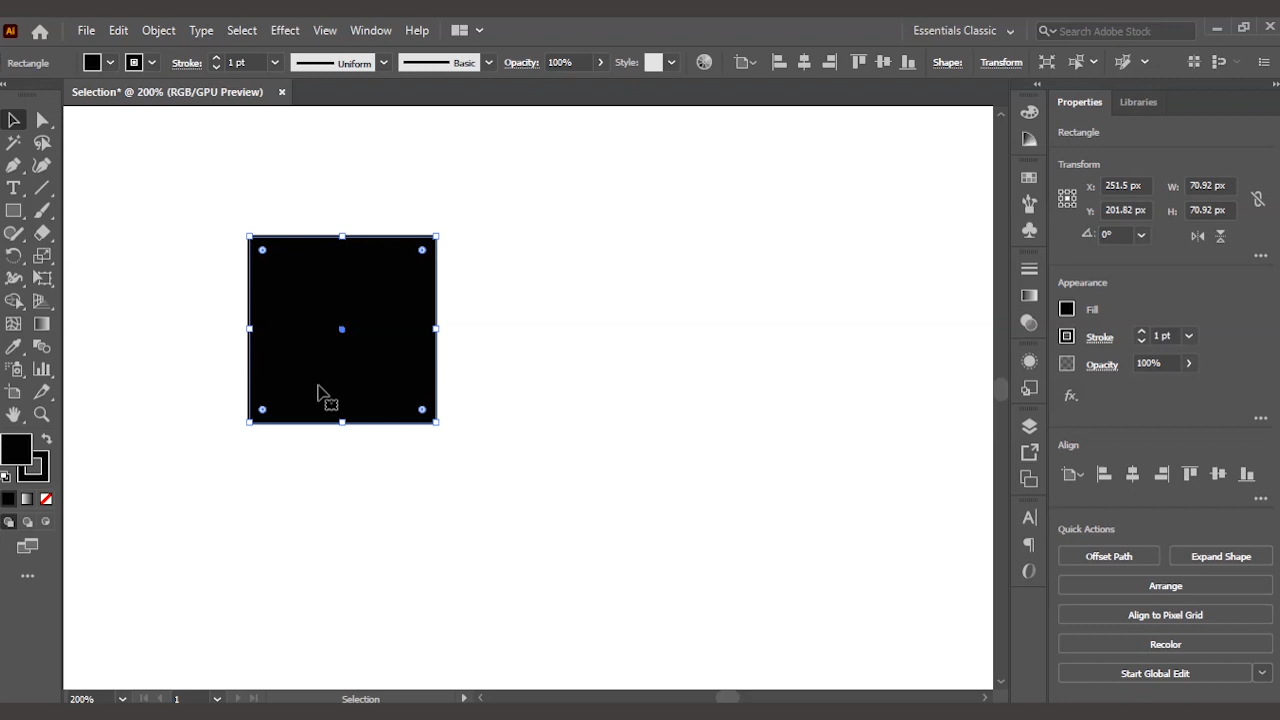 Ai File Edit Object Type Select Effect View Window Help Essentials Classic Search Adobe Stock
Rectangle Stroke: 1 pt Uniform Basic Opacity: 100% Style: Shape: Transform
Selection* @ 200% (RGB/GPU Preview)
Properties Libraries
Rectangle
Transform
X: 251.5 px W: 70.92 px
Y: 201.82 px H: 70.92 px
0°
Appearance
Fill
Stroke 1 pt
Opacity 100%
fx
Align
Quick Actions
Offset Path Expand Shape
Arrange
Align to Pixel Grid
Recolor
Start Global Edit
200% 1 Selection